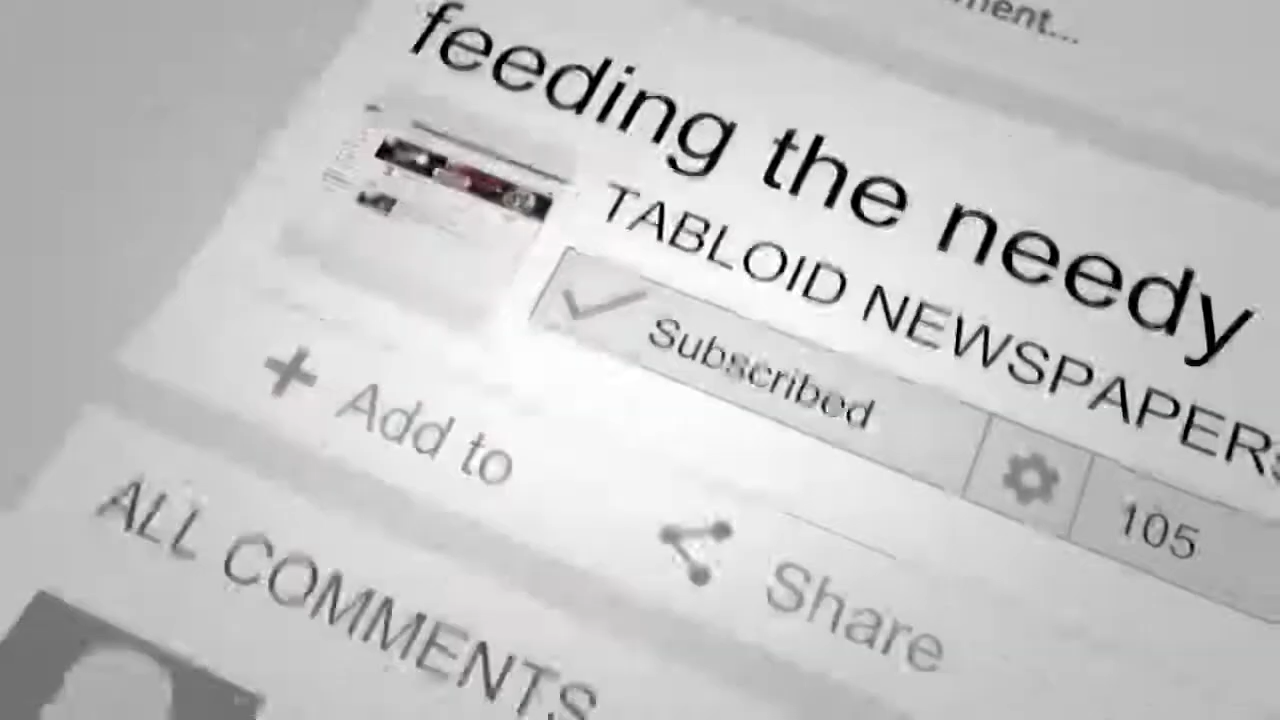 feeding the needy
TABLOID NEWSPAPERS
Subscribed
105
Add to
Share
ALL COMMENTS